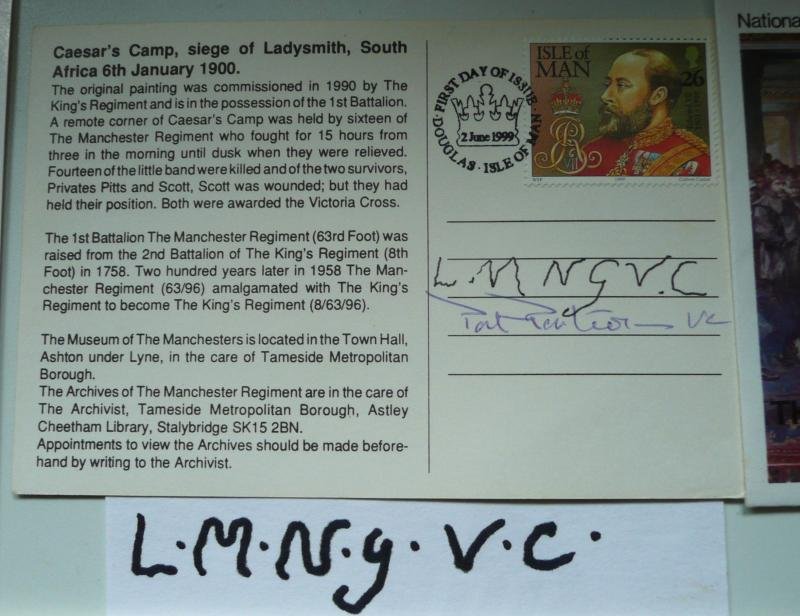 Caesar's Camp, siege of Ladysmith, South
Africa 6th January 1900.
The original painting was commissioned in 1990 by The
King's Regiment and is in the possession of the 1st Battalion.
A remote corner of Caesar's Camp was held by sixteen of
The Manchester Regiment who fought for 15 hours from
three in the morning until dusk when they were relieved.
Fourteen of the little band were killed and of the two survivors,
Privates Pitts and Scott, Scott was wounded; but they had
held their position. Both were awarded the Victoria Cross.
The 1st Battalion The Manchester Regiment (63rd Foot) was
raised from the 2nd Battalion of The King's Regiment (8th
Foot) in 1758. Two hundred years later in 1958 The Man-
chester Regiment (63/96) amalgamated with The King's
Regiment to become The King's Regiment (8/63/96).
The Museum of The Manchesters is located in the Town Hall,
Ashton under Lyne, in the care of Tameside Metropolitan
Borough.
The Archives of The Manchester Regiment are in the care of
The Archivist, Tameside Metropolitan Borough, Astley
Cheetham Library, Stalybridge SK15 2BN.
Appointments to view the Archives should be made before-
hand by writing to the Archivist.
FIRST DAY OF ISSUE
2 June 1999
DOUGLAS · ISLE OF MAN
ISLE of
MAN
26
1999
L. M N g V.C
VC
L.M.N.g.V.C.
National